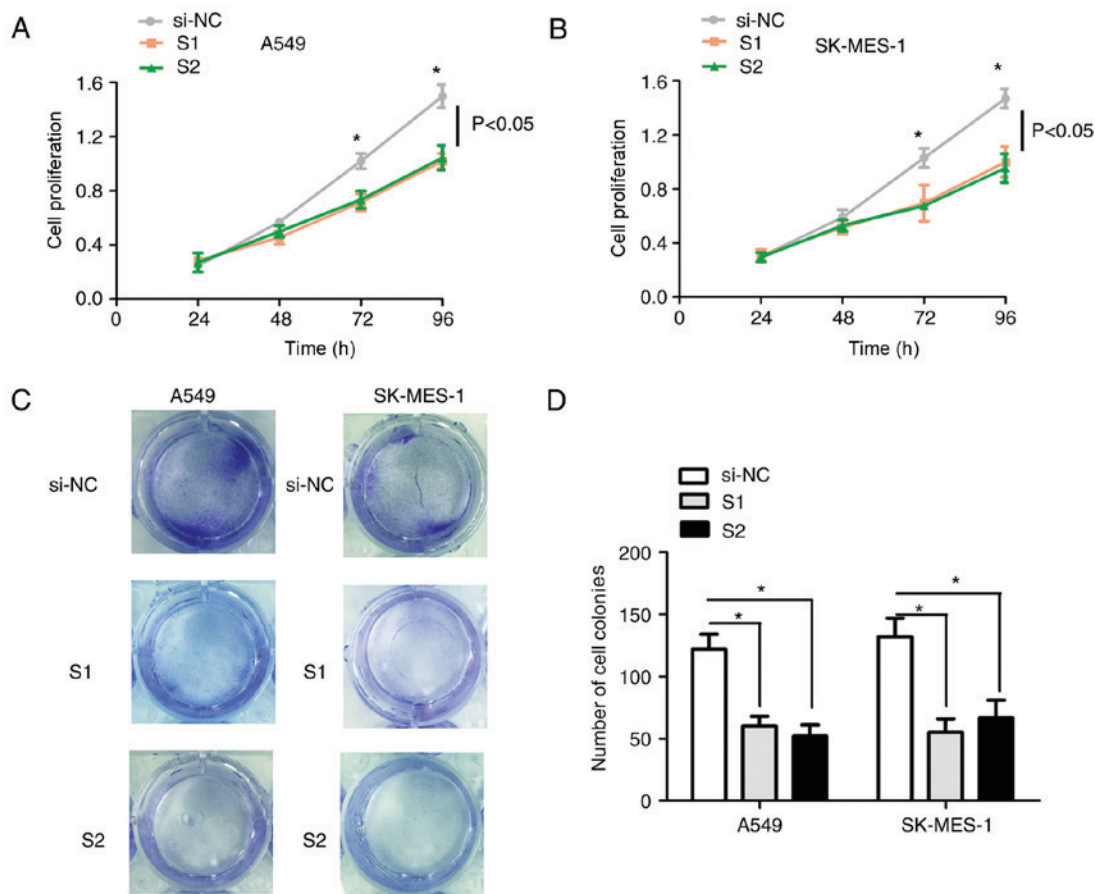 A
si-NC
S1
S2
A549
*
*
P<0.05
Cell proliferation
1.6
1.2
0.8
0.4
0.0
0
24
48
72
96
Time (h)
B
si-NC
S1
S2
SK-MES-1
*
*
P<0.05
Cell proliferation
1.6
1.2
0.8
0.4
0.0
0
24
48
72
96
Time (h)
C
A549
SK-MES-1
si-NC
si-NC
S1
S1
S2
S2
D
si-NC
S1
S2
Number of cell colonies
200
150
100
50
0
*
*
*
*
A549
SK-MES-1